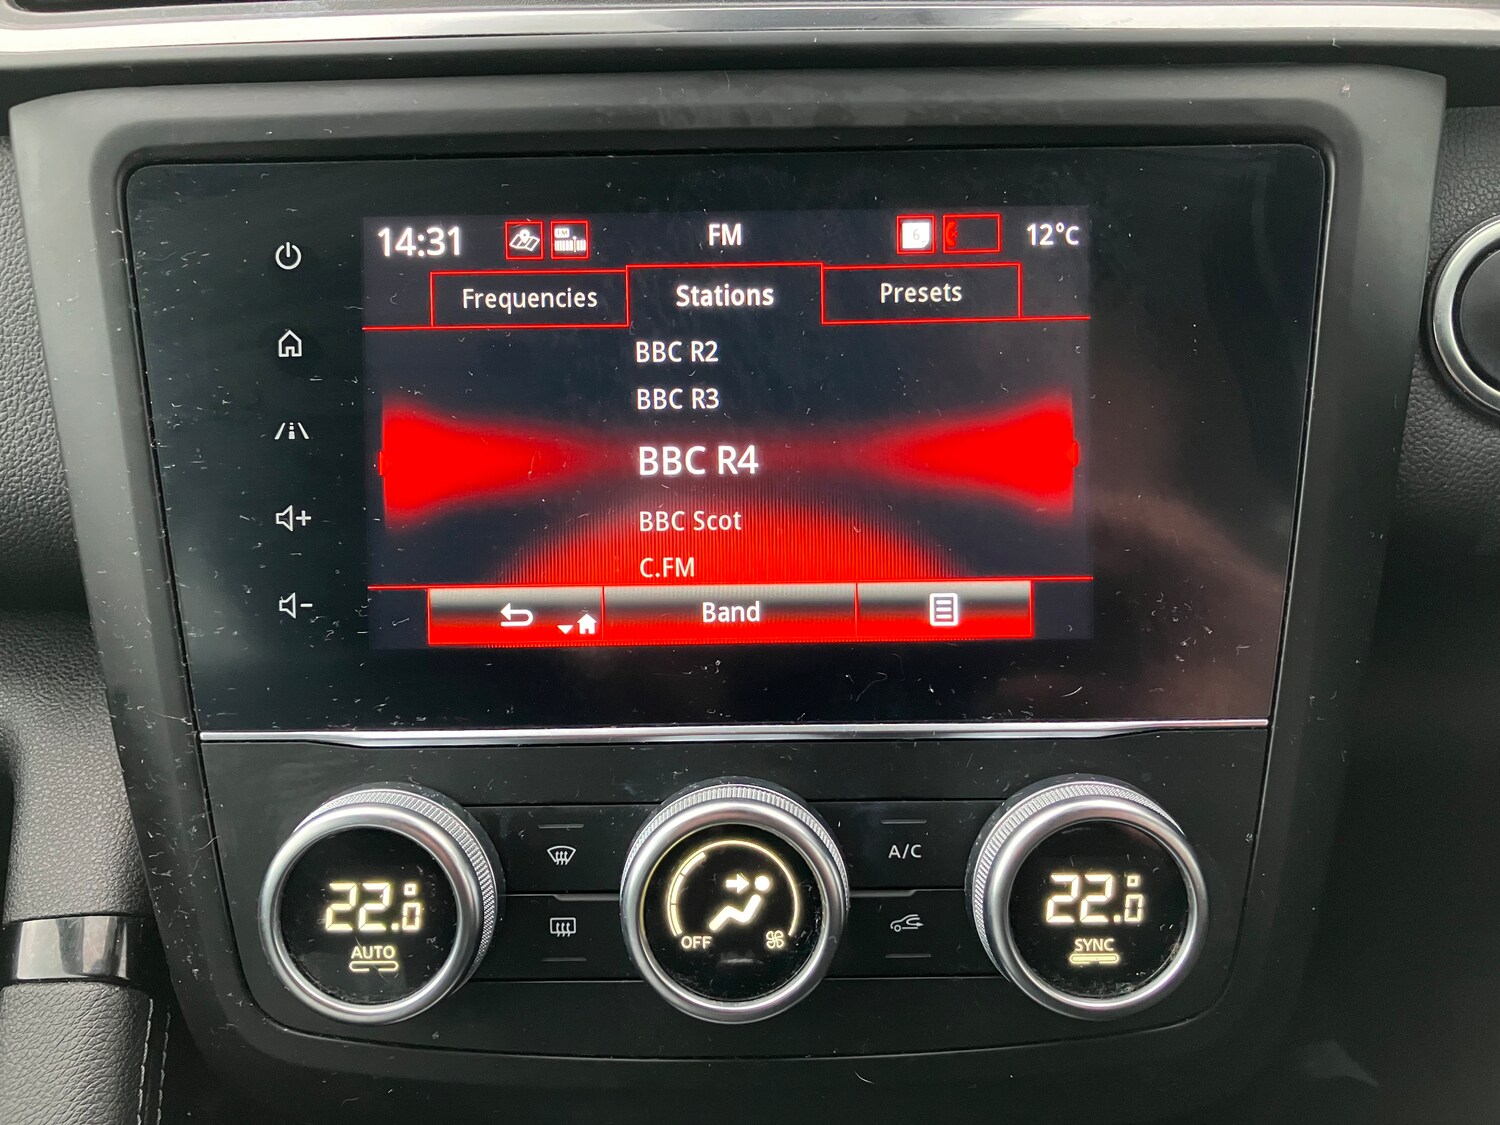 14:31 FM 6 12°C
Frequencies Stations Presets
BBC R2
BBC R3
BBC R4
BBC Scot
C.FM
Band
A/C
22.0 22.0
AUTO OFF SYNC